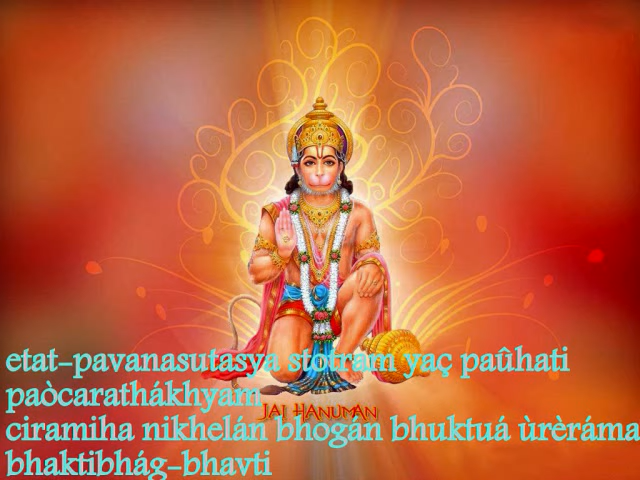 etat-pavanasutasya stotram yaç paûhati
paòcarathákhyam
JAI HANUMAN
ciramiha nikhelán bhogán bhuktuá ùrèráma
bhaktibhág-bhavti